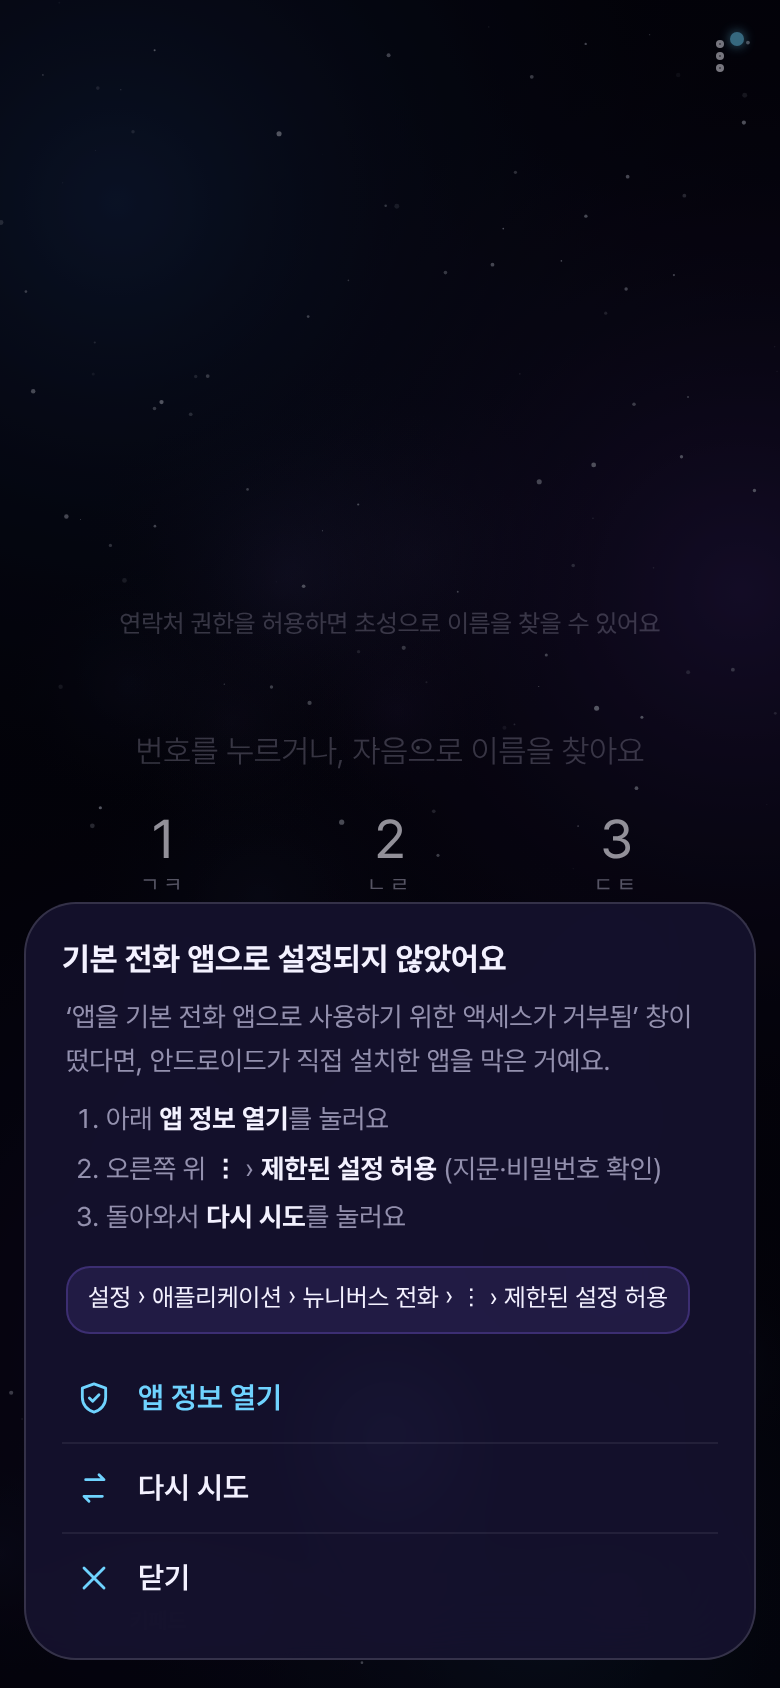 연락처 권한을 허용하면 초성으로 이름을 찾을 수 있어요
번호를 누르거나, 자음으로 이름을 찾아요
1 2 3
ㄱㅋ ㄴㄹ ㄷㅌ
기본 전화 앱으로 설정되지 않았어요
‘앱을 기본 전화 앱으로 사용하기 위한 액세스가 거부됨’ 창이
떴다면, 안드로이드가 직접 설치한 앱을 막은 거예요.
1. 아래 앱 정보 열기를 눌러요
2. 오른쪽 위 ⋮ › 제한된 설정 허용 (지문·비밀번호 확인)
3. 돌아와서 다시 시도를 눌러요
설정 › 애플리케이션 › 뉴니버스 전화 › ⋮ › 제한된 설정 허용
앱 정보 열기
다시 시도
닫기